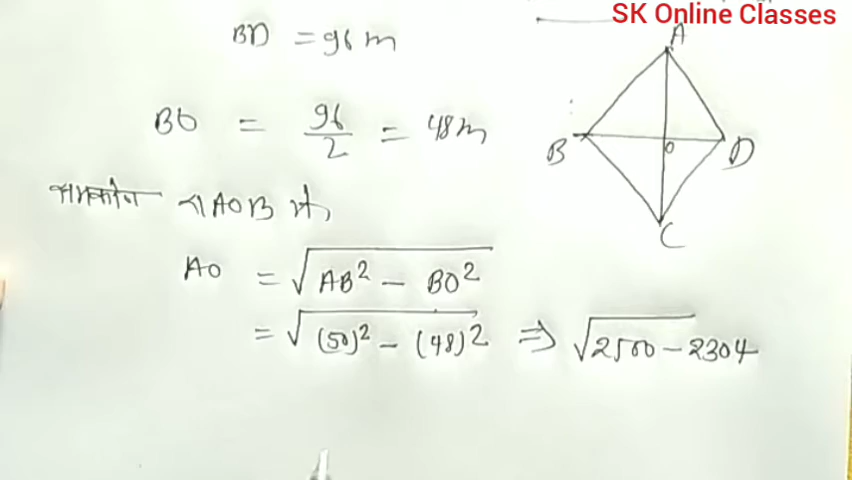 SK Online Classes
BD = 96 m
BO = 96/2 = 48m
A
B O D
C
समकोण △AOB में,
AO = √AB² − BO²
= √(50)² − (48)² ⇒ √2500 − 2304